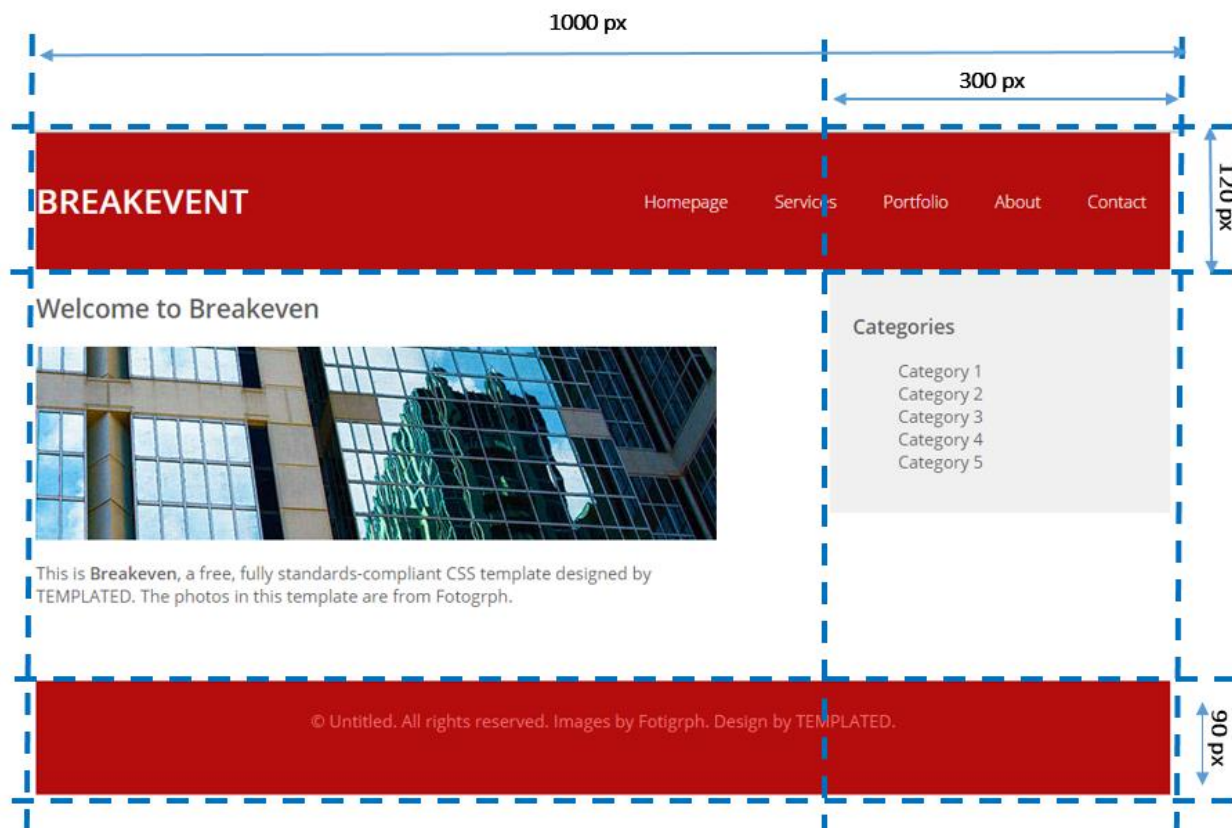 1000 px
300 px
120 px
BREAKEVENT
Homepage Services Portfolio About Contact
Welcome to Breakeven
Categories
Category 1
Category 2
Category 3
Category 4
Category 5
This is Breakeven, a free, fully standards-compliant CSS template designed by
TEMPLATED. The photos in this template are from Fotogrph.
© Untitled. All rights reserved. Images by Fotigrph. Design by TEMPLATED.
90 px